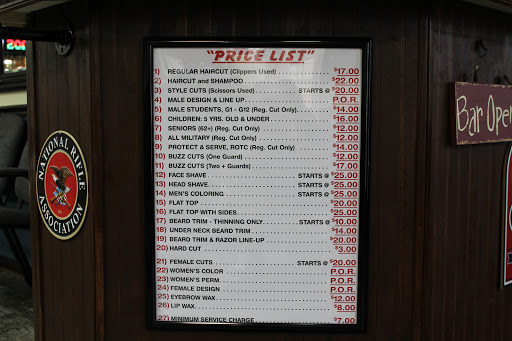 "PRICE LIST"
1) REGULAR HAIRCUT (Clippers Used) $17.00
2) HAIRCUT and SHAMPOO $22.00
3) STYLE CUTS (Scissors Used) STARTS @ $20.00
4) MALE DESIGN & LINE UP P.O.R.
5) MALE STUDENTS, G1 - G12 (Reg. Cut Only) $14.00
6) CHILDREN: 5 YRS. OLD & UNDER $16.00
7) SENIORS (62+) (Reg. Cut Only) $12.00
8) ALL MILITARY (Reg. Cut Only) $12.00
9) PROTECT & SERVE, ROTC (Reg. Cut Only) $14.00
10) BUZZ CUTS (One Guard) $12.00
11) BUZZ CUTS (Two + Guards) $17.00
12) FACE SHAVE STARTS @ $25.00
13) HEAD SHAVE STARTS @ $25.00
14) MEN'S COLORING STARTS @ $25.00
15) FLAT TOP $20.00
16) FLAT TOP WITH SIDES $25.00
17) BEARD TRIM - THINNING ONLY STARTS @ $10.00
18) UNDER NECK BEARD TRIM $14.00
19) BEARD TRIM & RAZOR LINE-UP $20.00
20) HARD CUT $3.00
21) FEMALE CUTS STARTS @ $20.00
22) WOMEN'S COLOR P.O.R.
23) WOMEN'S PERM P.O.R.
24) FEMALE DESIGN P.O.R.
25) EYEBROW WAX $12.00
26) LIP WAX $8.00
27) MINIMUM SERVICE CHARGE $7.00
NATIONAL RIFLE
ASSOCIATION
Bar Open